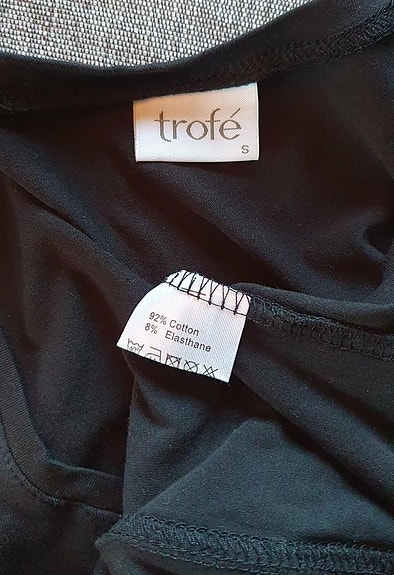 trofé
S
92% Cotton
8% Elasthane